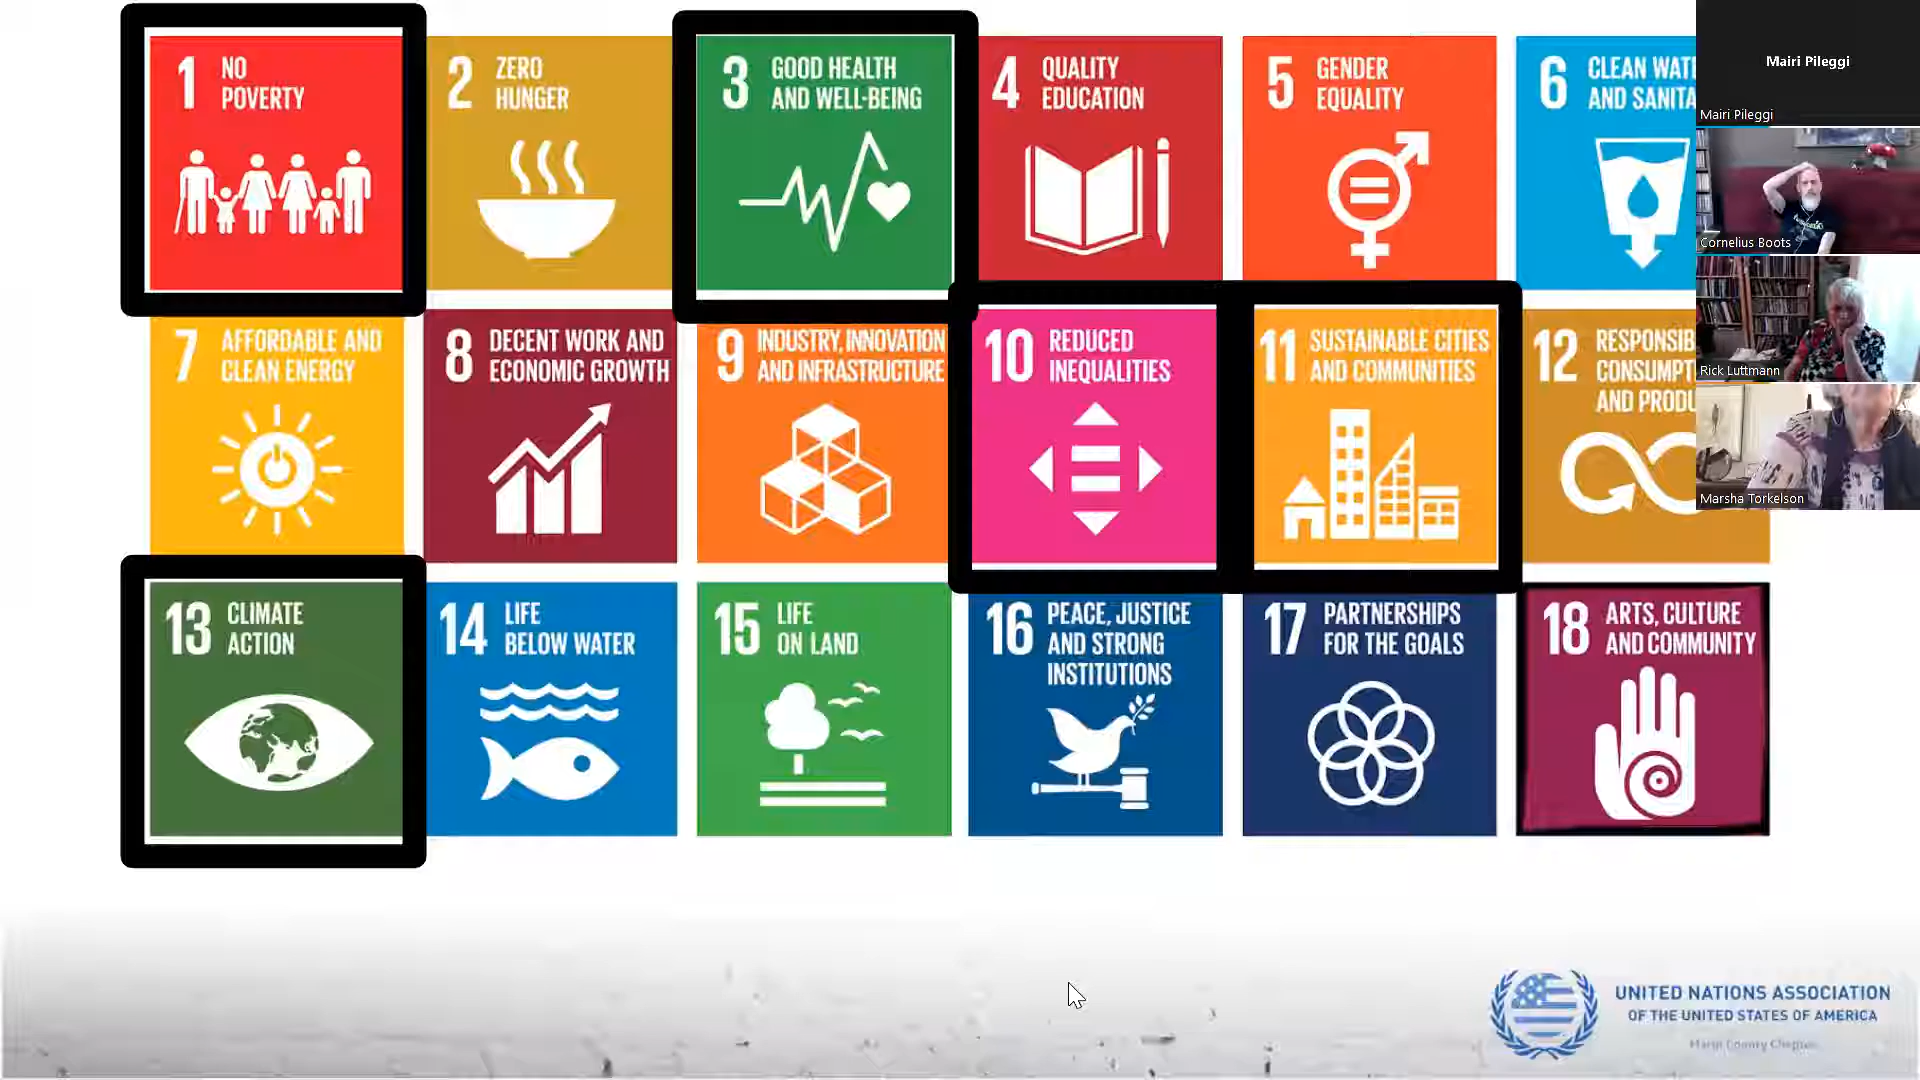 1 NO
POVERTY
2 ZERO
HUNGER
3 GOOD HEALTH
AND WELL-BEING
4 QUALITY
EDUCATION
5 GENDER
EQUALITY
6 CLEAN WAT
AND SANITA
7 AFFORDABLE AND
CLEAN ENERGY
8 DECENT WORK AND
ECONOMIC GROWTH
9 INDUSTRY, INNOVATION
AND INFRASTRUCTURE
10 REDUCED
INEQUALITIES
11 SUSTAINABLE CITIES
AND COMMUNITIES
12 RESPONSIB
CONSUMPT
AND PRODU
13 CLIMATE
ACTION
14 LIFE
BELOW WATER
15 LIFE
ON LAND
16 PEACE, JUSTICE
AND STRONG
INSTITUTIONS
17 PARTNERSHIPS
FOR THE GOALS
18 ARTS, CULTURE
AND COMMUNITY
Mairi Pileggi
Mairi Pileggi
Cornelius Boots
Rick Luttmann
Marsha Torkelson
UNITED NATIONS ASSOCIATION
OF THE UNITED STATES OF AMERICA
Marin County Chapter